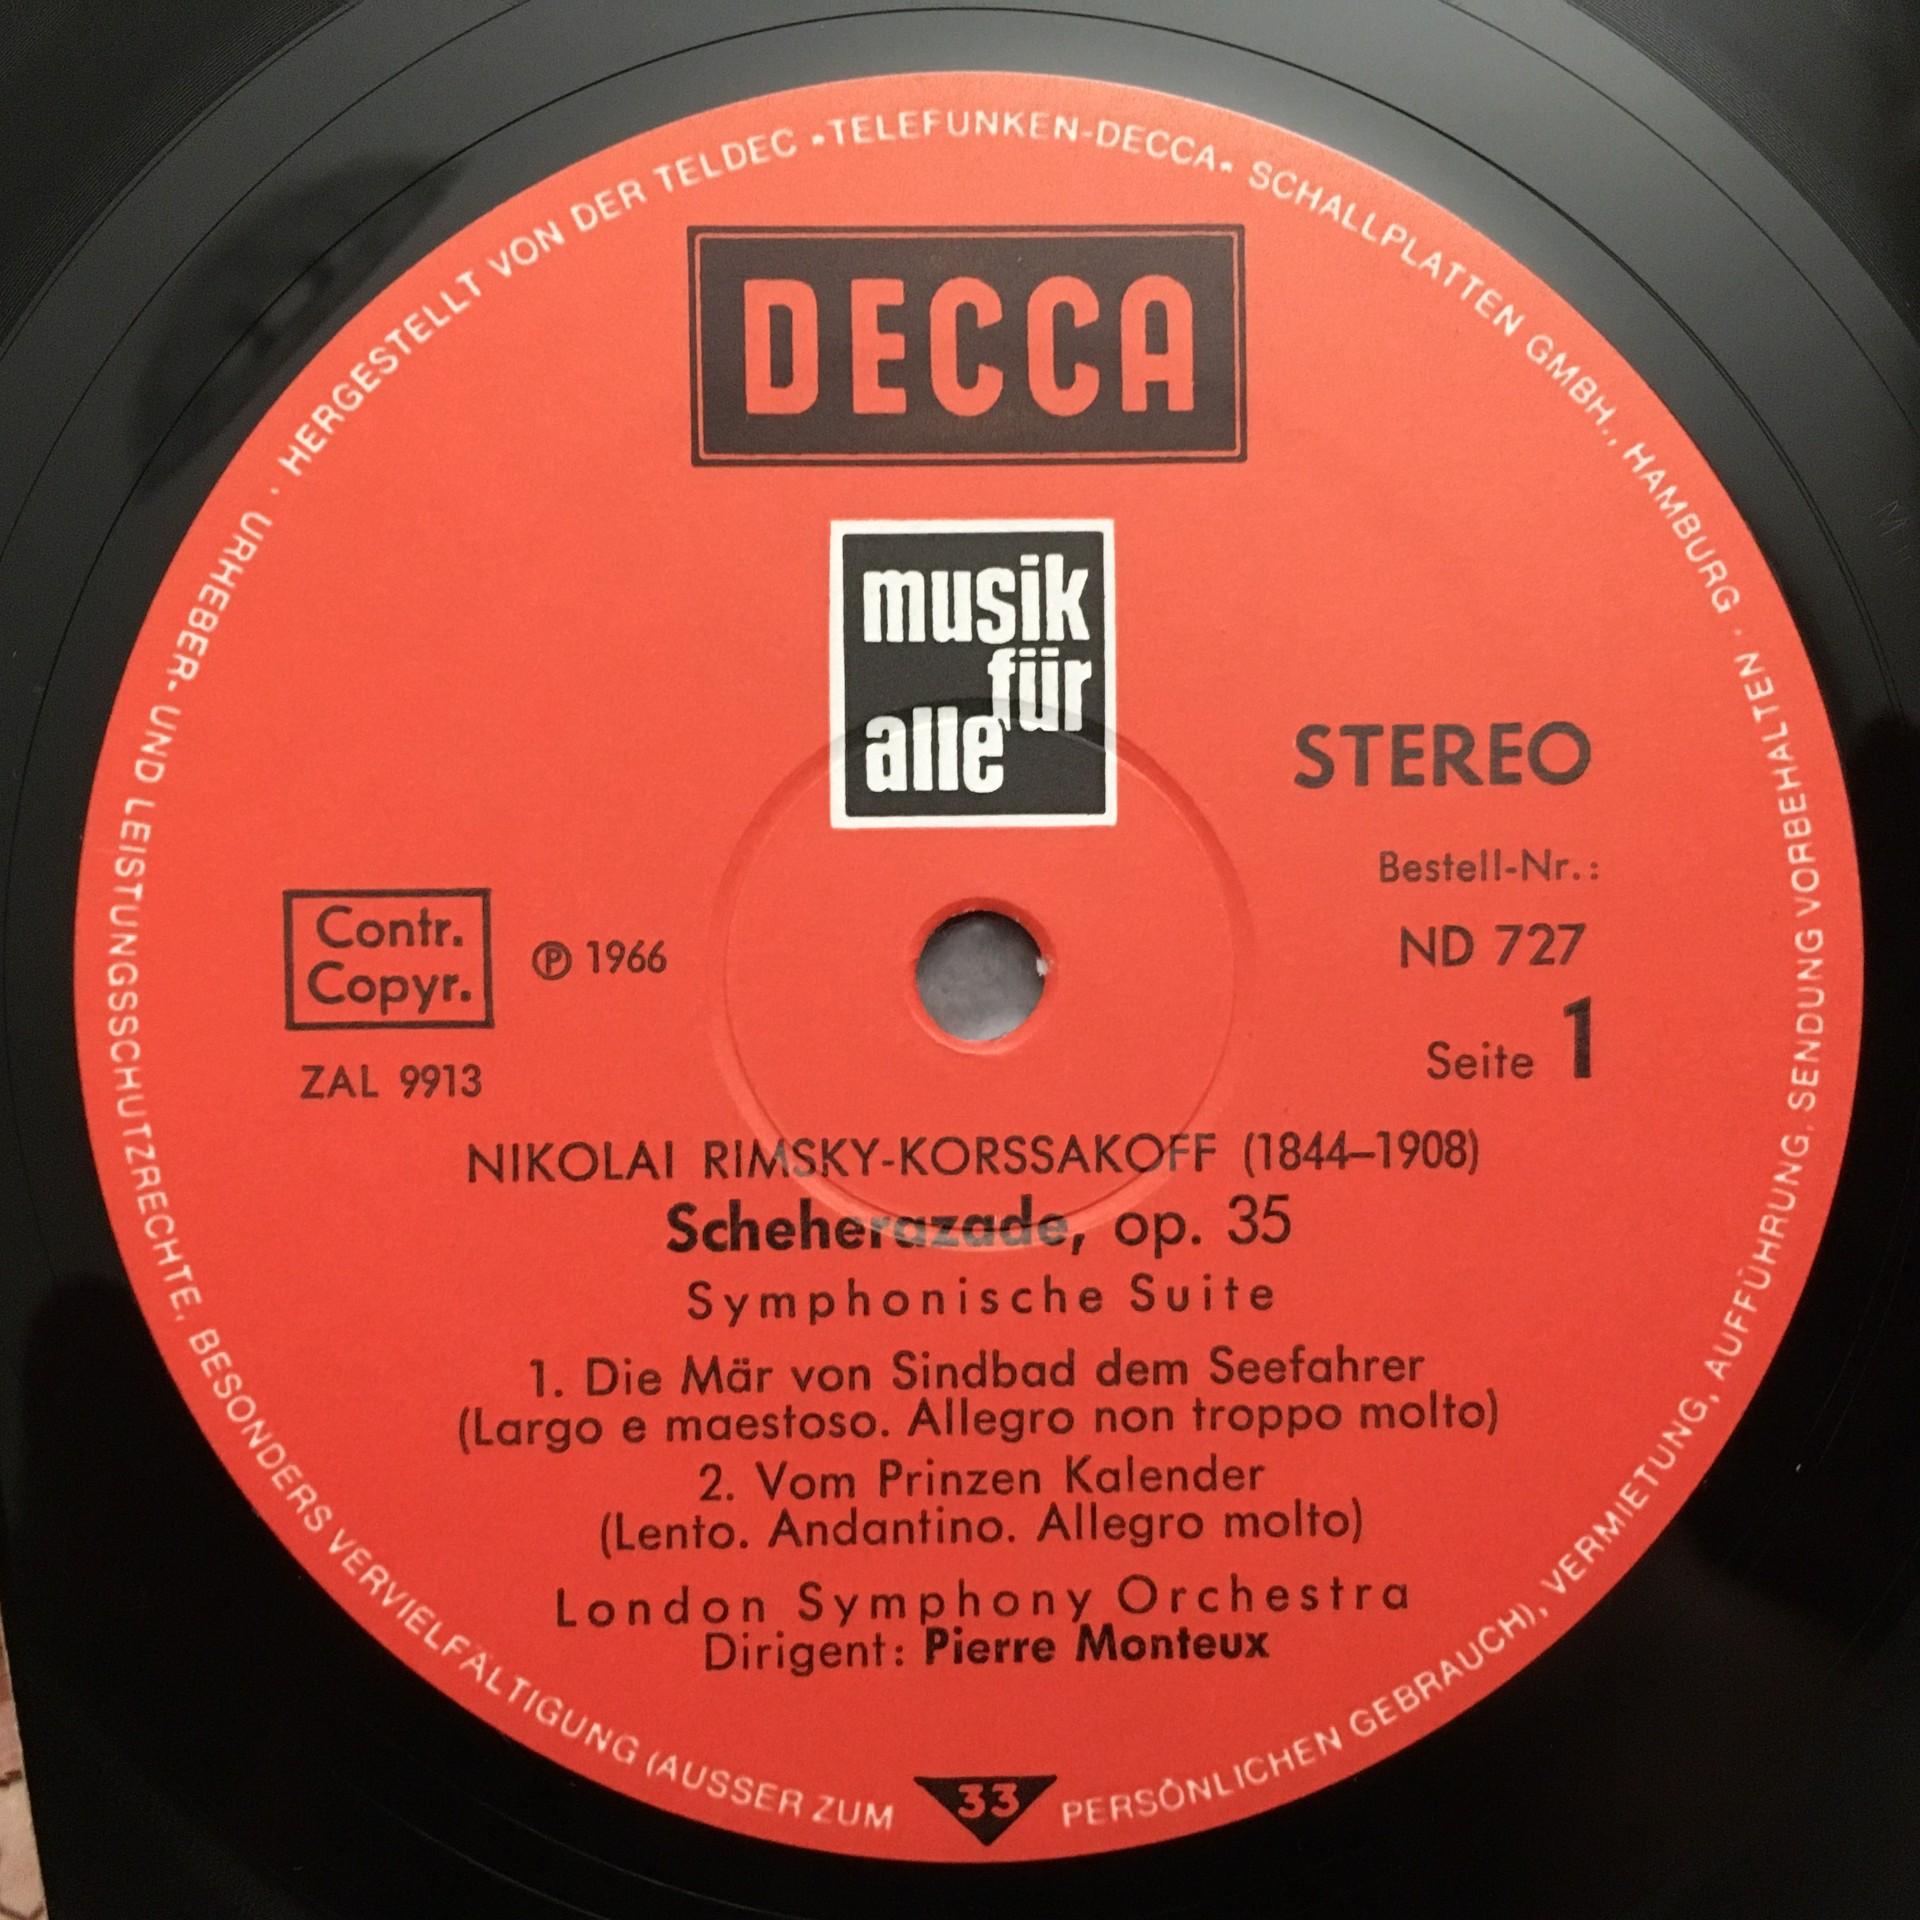 HERGESTELLT VON DER TELDEC »TELEFUNKEN-DECCA« SCHALLPLATTEN GMBH., HAMBURG · URHEBER- UND LEISTUNGSSCHUTZRECHTE, BESONDERS VERVIELFÄLTIGUNG (AUSSER ZUM PERSÖNLICHEN GEBRAUCH), VERMIETUNG, AUFFÜHRUNG, SENDUNG VORBEHALTEN ·
DECCA
musik
für
alle
STEREO
Bestell-Nr.:
ND 727
Seite 1
Contr.
Copyr.
℗ 1966
ZAL 9913
NIKOLAI RIMSKY-KORSSAKOFF (1844–1908)
Scheherazade, op. 35
Symphonische Suite
1. Die Mär von Sindbad dem Seefahrer
(Largo e maestoso. Allegro non troppo molto)
2. Vom Prinzen Kalender
(Lento. Andantino. Allegro molto)
London Symphony Orchestra
Dirigent: Pierre Monteux
33